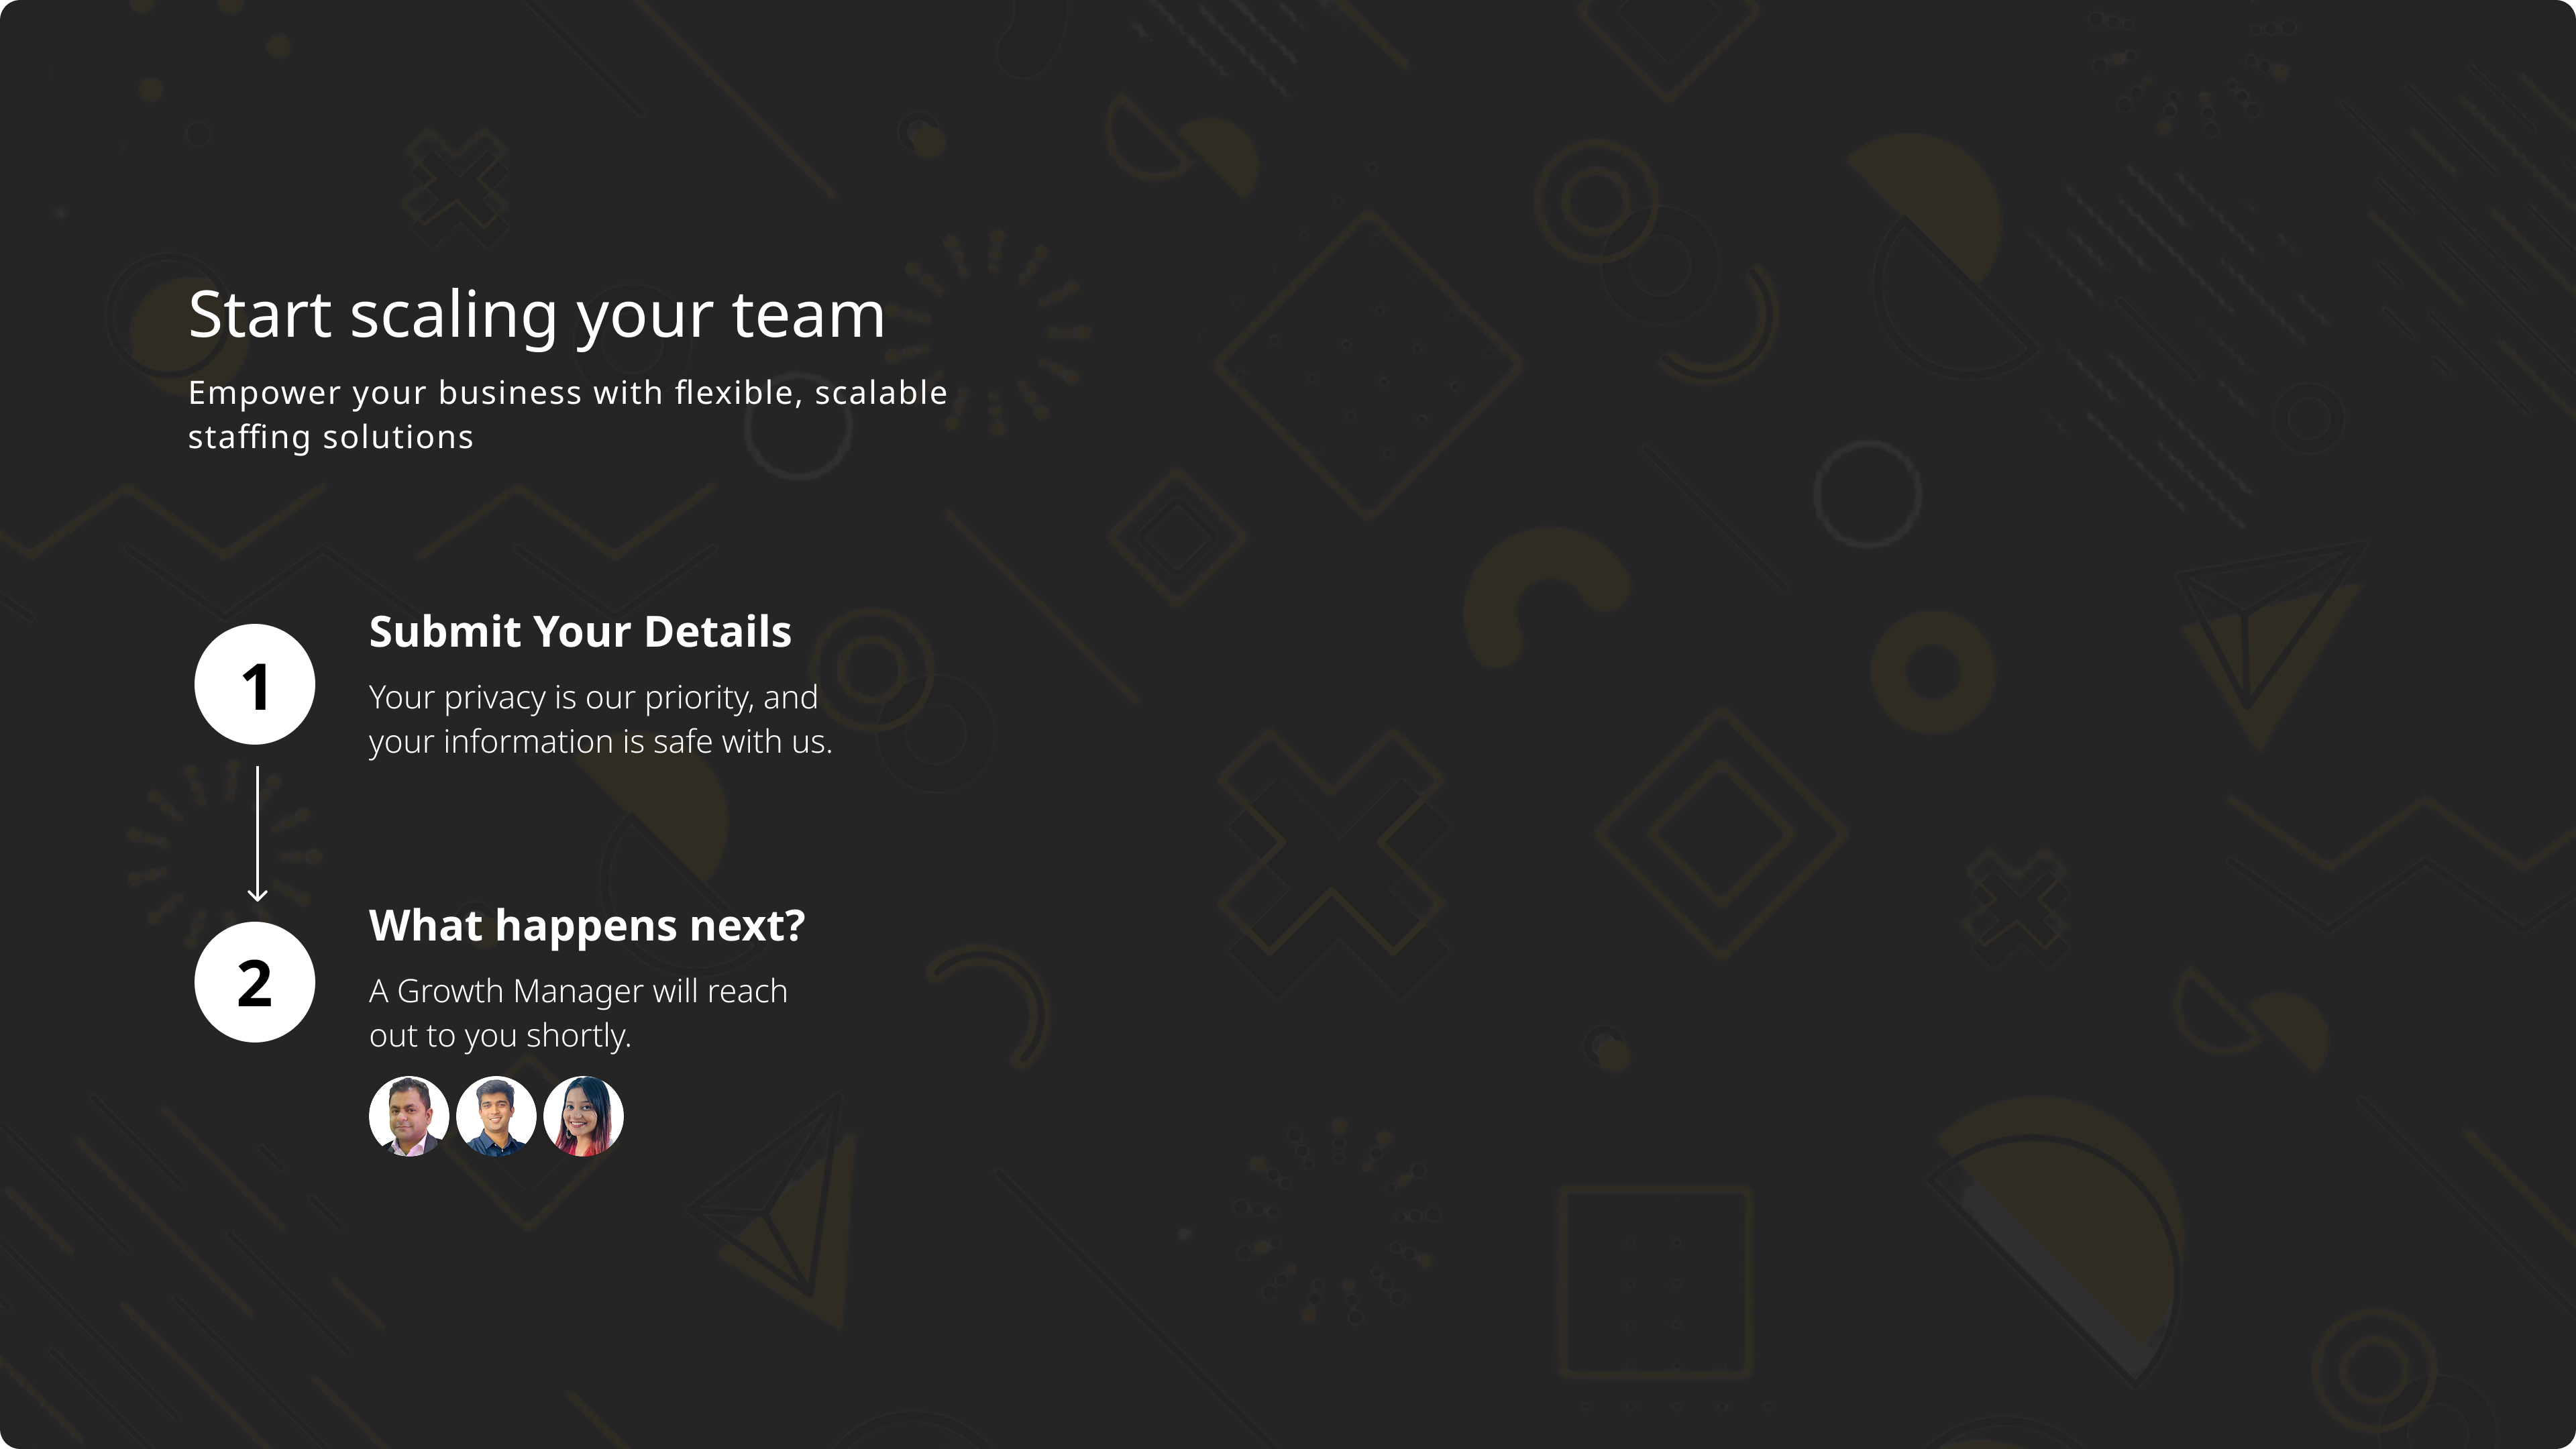 Start scaling your team
Empower your business with flexible, scalable
staffing solutions
1
Submit Your Details
Your privacy is our priority, and
your information is safe with us.
2
What happens next?
A Growth Manager will reach
out to you shortly.